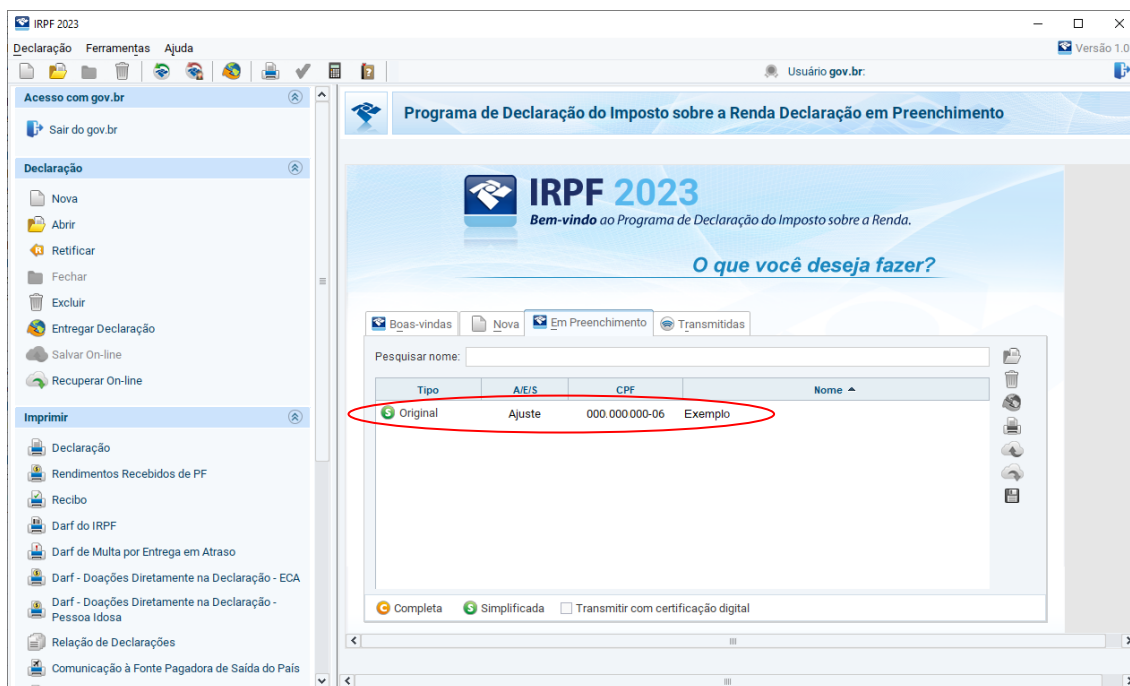 IRPF 2023
Declaração Ferramentas Ajuda
Versão 1.0
Usuário gov.br:
Acesso com gov.br
Sair do gov.br
Declaração
Nova
Abrir
Retificar
Fechar
Excluir
Entregar Declaração
Salvar On-line
Recuperar On-line
Imprimir
Declaração
Rendimentos Recebidos de PF
Recibo
Darf do IRPF
Darf de Multa por Entrega em Atraso
Darf - Doações Diretamente na Declaração - ECA
Darf - Doações Diretamente na Declaração -
Pessoa Idosa
Relação de Declarações
Comunicação à Fonte Pagadora de Saída do País
Programa de Declaração do Imposto sobre a Renda Declaração em Preenchimento
IRPF 2023
Bem-vindo ao Programa de Declaração do Imposto sobre a Renda.
O que você deseja fazer?
Boas-vindas Nova Em Preenchimento Transmitidas
Pesquisar nome:
Tipo A/E/S CPF Nome
S Original Ajuste 000.000.000-06 Exemplo
C Completa S Simplificada Transmitir com certificação digital